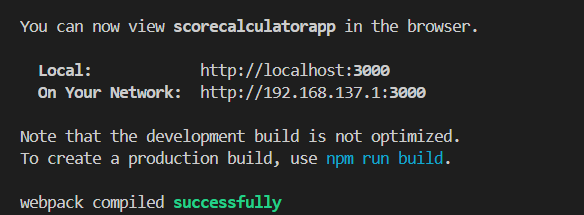 You can now view scorecalculatorapp in the browser.
Local: http://localhost:3000
On Your Network: http://192.168.137.1:3000
Note that the development build is not optimized.
To create a production build, use npm run build.
webpack compiled successfully